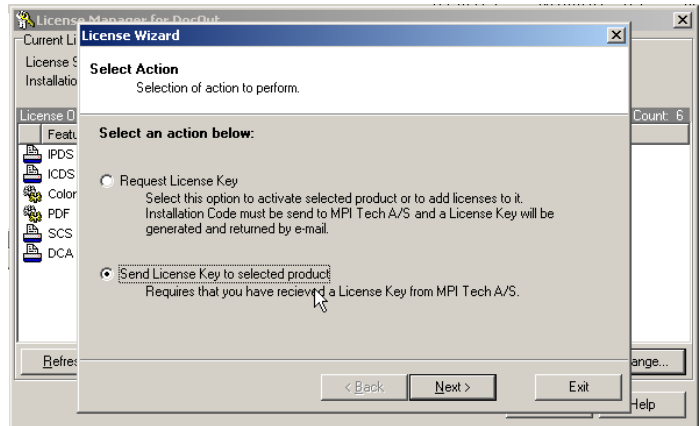 License Manager for DocOut
Current Li
License S
Installatio
License O
Count: 6
Featu
IPDS
ICDS
Color
PDF
SCS
DCA
Refres
ange...
Help
License Wizard
Select Action
Selection of action to perform.
Select an action below:
Request License Key
Select this option to activate selected product or to add licenses to it.
Installation Code must be send to MPI Tech A/S and a License Key will be
generated and returned by e-mail.
Send License Key to selected product
Requires that you have recieved a License Key from MPI Tech A/S.
< Back
Next >
Exit